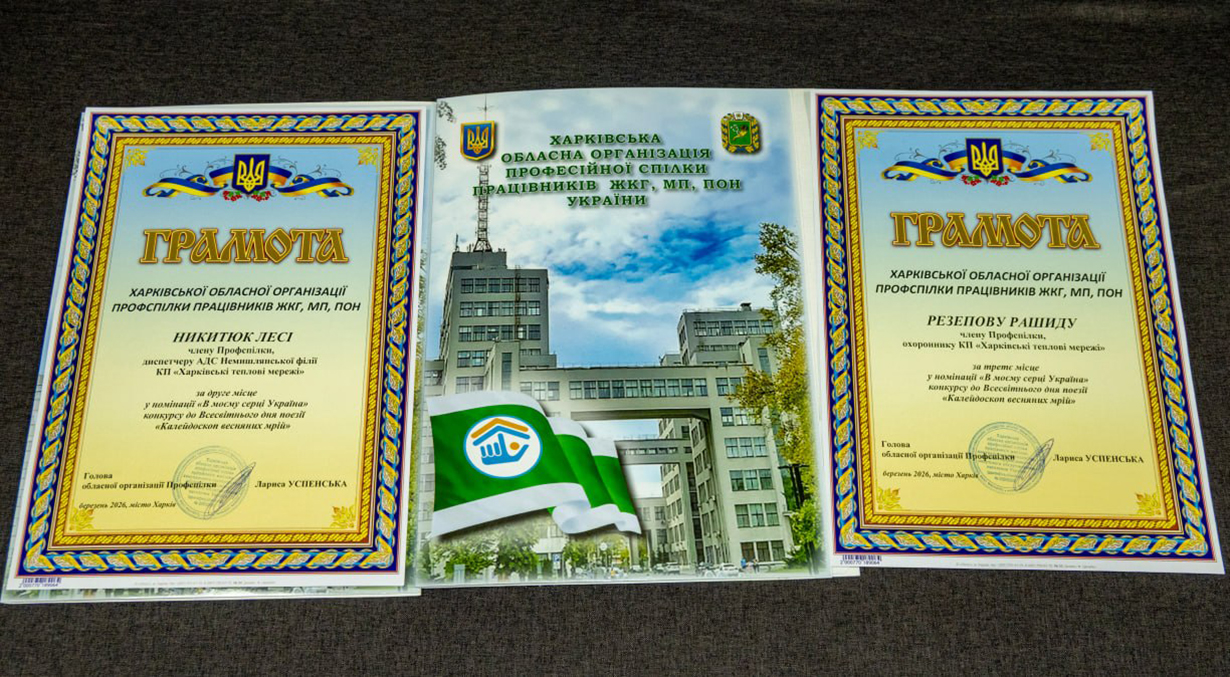 ГРАМОТА
ХАРКІВСЬКОЇ ОБЛАСНОЇ ОРГАНІЗАЦІЇ
ПРОФСПІЛКИ ПРАЦІВНИКІВ ЖКГ, МП, ПОН
НИКИТЮК ЛЕСІ
члену Профспілки,
диспетчеру АДС Немишлянської філії
КП «Харківські теплові мережі»
за друге місце
у номінації «В моєму серці Україна»
конкурсу до Всесвітнього дня поезії
«Калейдоскоп весняних мрій»
Голова
обласної організації Профспілки Лариса УСПЕНСЬКА
березень 2026, місто Харків
ХАРКІВСЬКА
ОБЛАСНА ОРГАНІЗАЦІЯ
ПРОФЕСІЙНОЇ СПІЛКИ
ПРАЦІВНИКІВ ЖКГ, МП, ПОН
УКРАЇНИ
ГРАМОТА
ХАРКІВСЬКОЇ ОБЛАСНОЇ ОРГАНІЗАЦІЇ
ПРОФСПІЛКИ ПРАЦІВНИКІВ ЖКГ, МП, ПОН
РЕЗЕПОВУ РАШИДУ
члену Профспілки,
охороннику КП «Харківські теплові мережі»
за третє місце
у номінації «В моєму серці Україна»
конкурсу до Всесвітнього дня поезії
«Калейдоскоп весняних мрій»
Голова
обласної організації Профспілки Лариса УСПЕНСЬКА
березень 2026, місто Харків